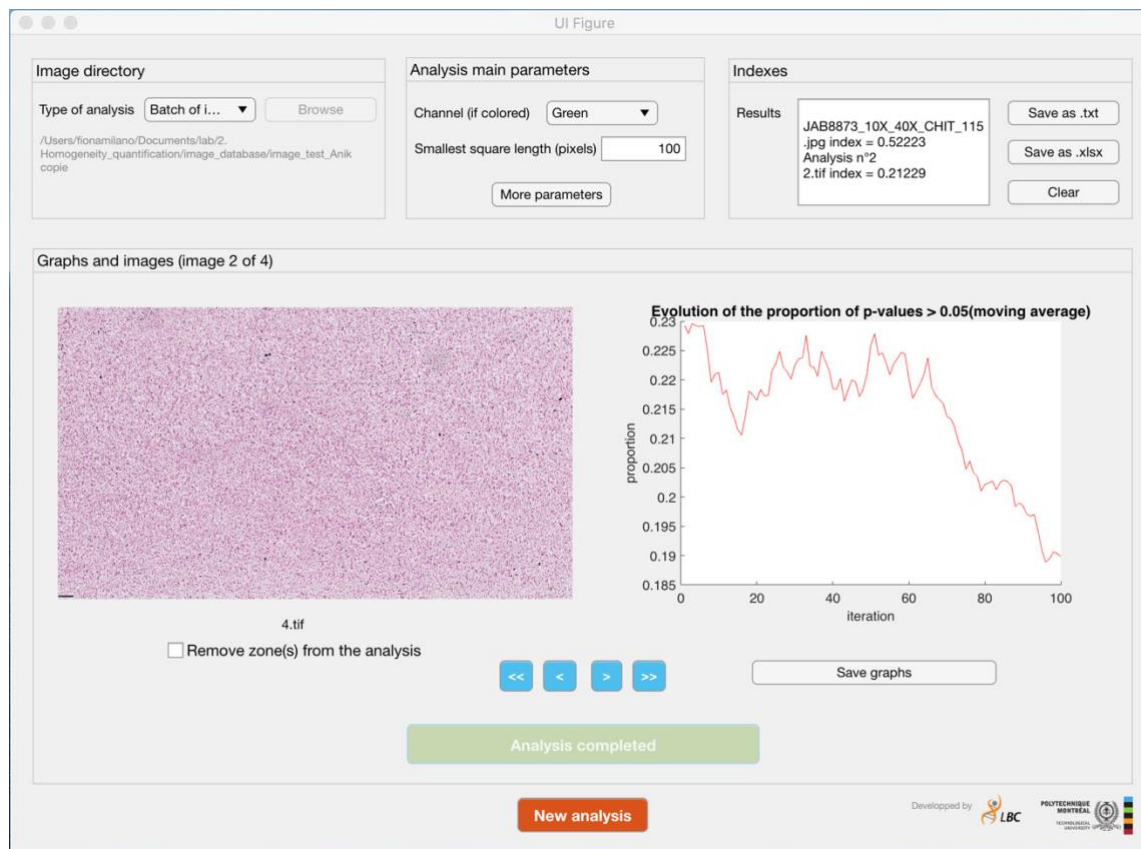 UI Figure
Image directory
Type of analysis Batch of i... ▼ Browse
/Users/fionamilano/Documents/lab/2.
Homogeneity_quantification/image_database/image_test_Anik
copie
Analysis main parameters
Channel (if colored) Green ▼
Smallest square length (pixels) 100
More parameters
Indexes
Results
JAB8873_10X_40X_CHIT_115
.jpg index = 0.52223
Analysis n°2
2.tif index = 0.21229
Save as .txt
Save as .xlsx
Clear
Graphs and images (image 2 of 4)
4.tif
Remove zone(s) from the analysis
Evolution of the proportion of p-values > 0.05(moving average)
0.23
0.225
0.22
0.215
0.21
0.205
0.2
0.195
0.19
0.185
proportion
0 20 40 60 80 100
iteration
<< < > >>
Save graphs
Analysis completed
New analysis
Developped by
LBC
POLYTECHNIQUE
MONTRÉAL
TECHNOLOGICAL
UNIVERSITY